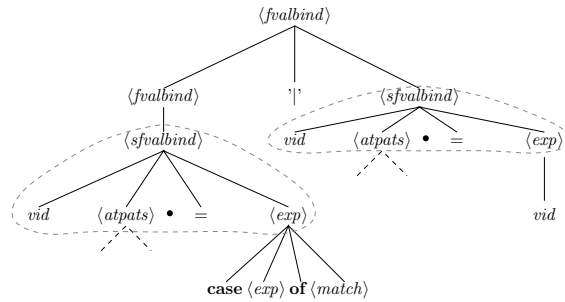 ⟨fvalbind⟩
⟨fvalbind⟩ '|' ⟨sfvalbind⟩
⟨sfvalbind⟩ vid ⟨atpats⟩ • = ⟨exp⟩
vid ⟨atpats⟩ • = ⟨exp⟩ vid
case ⟨exp⟩ of ⟨match⟩